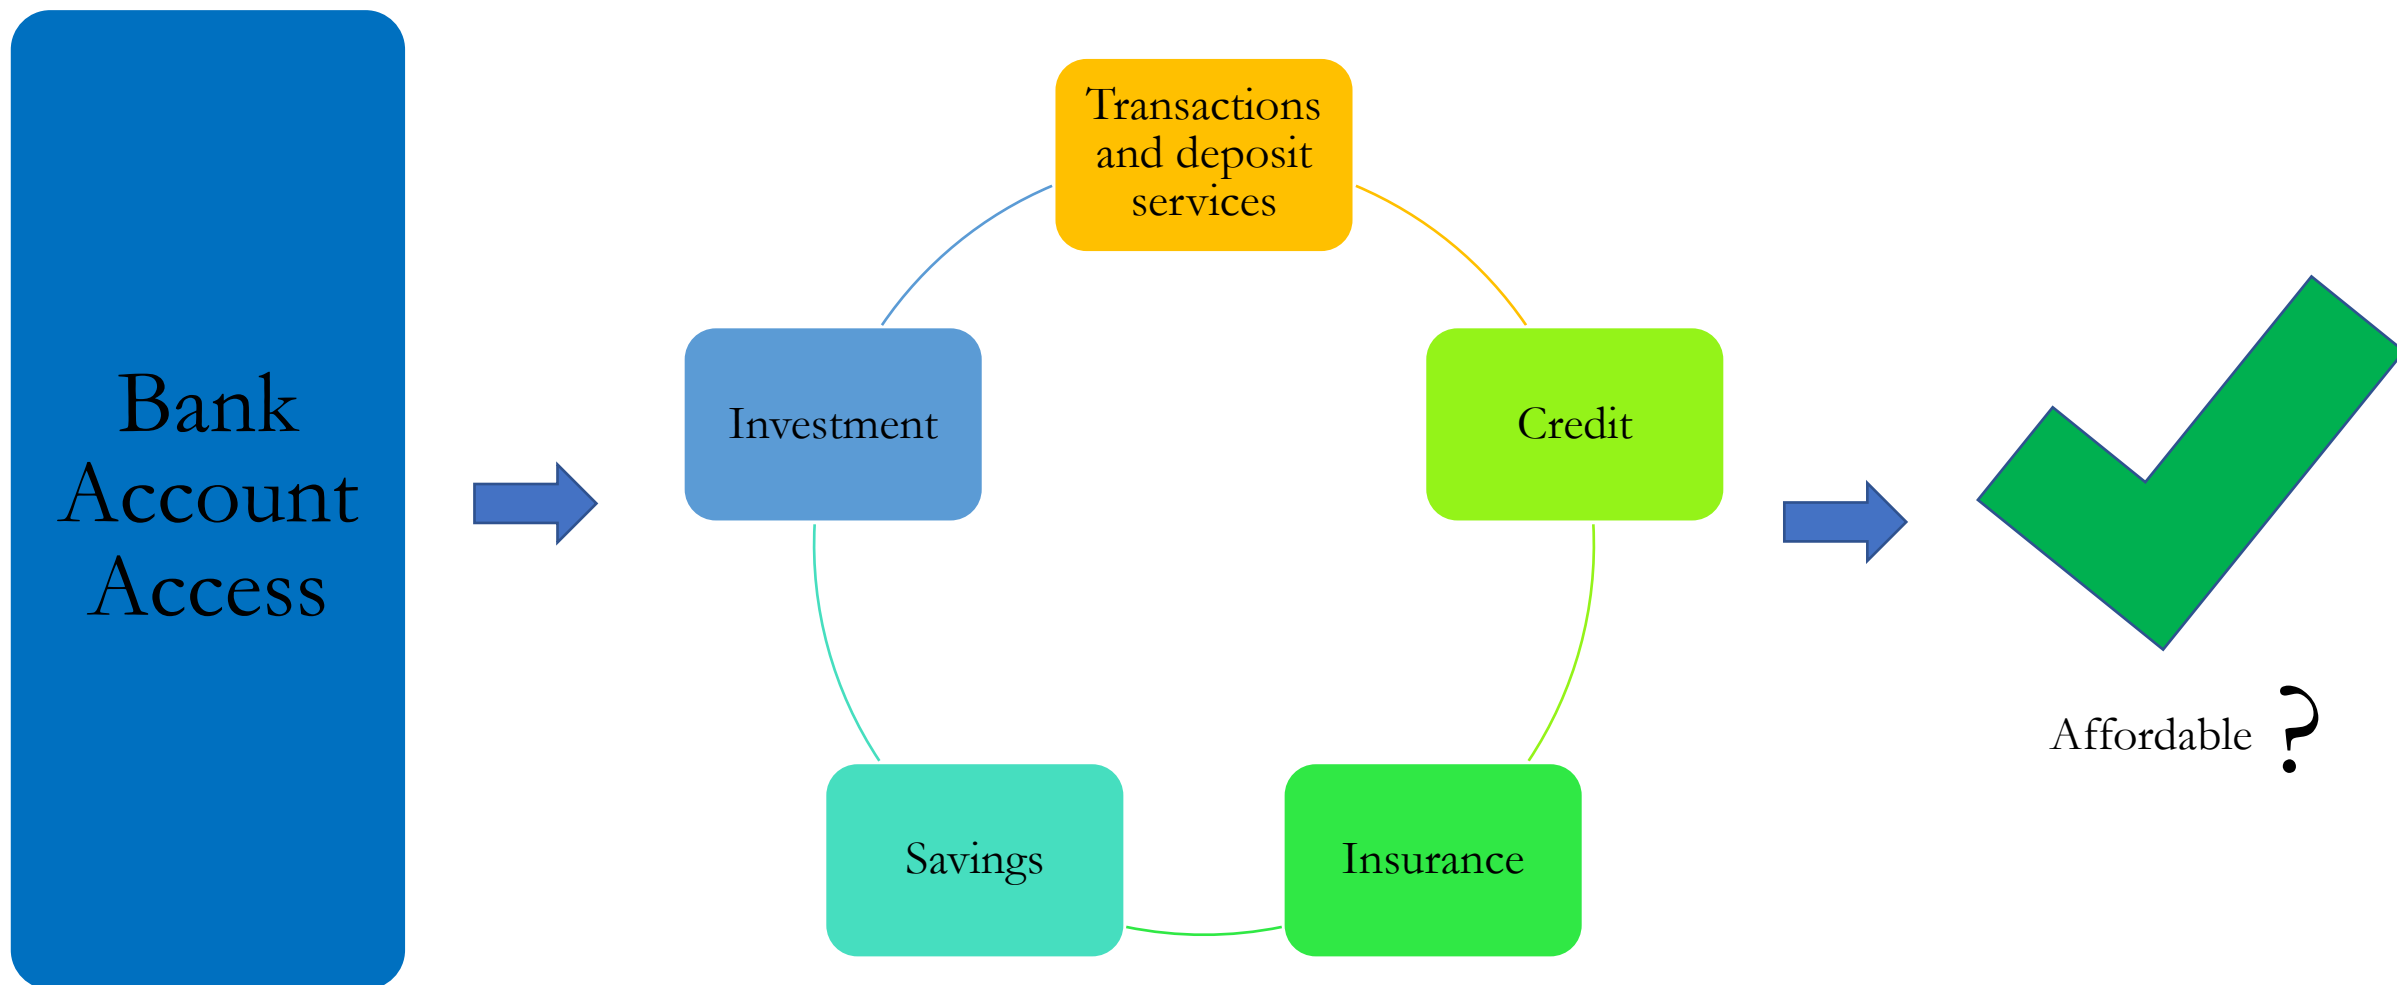 Bank
Account
Access
Transactions
and deposit
services
Investment
Credit
Savings
Insurance
Affordable ?